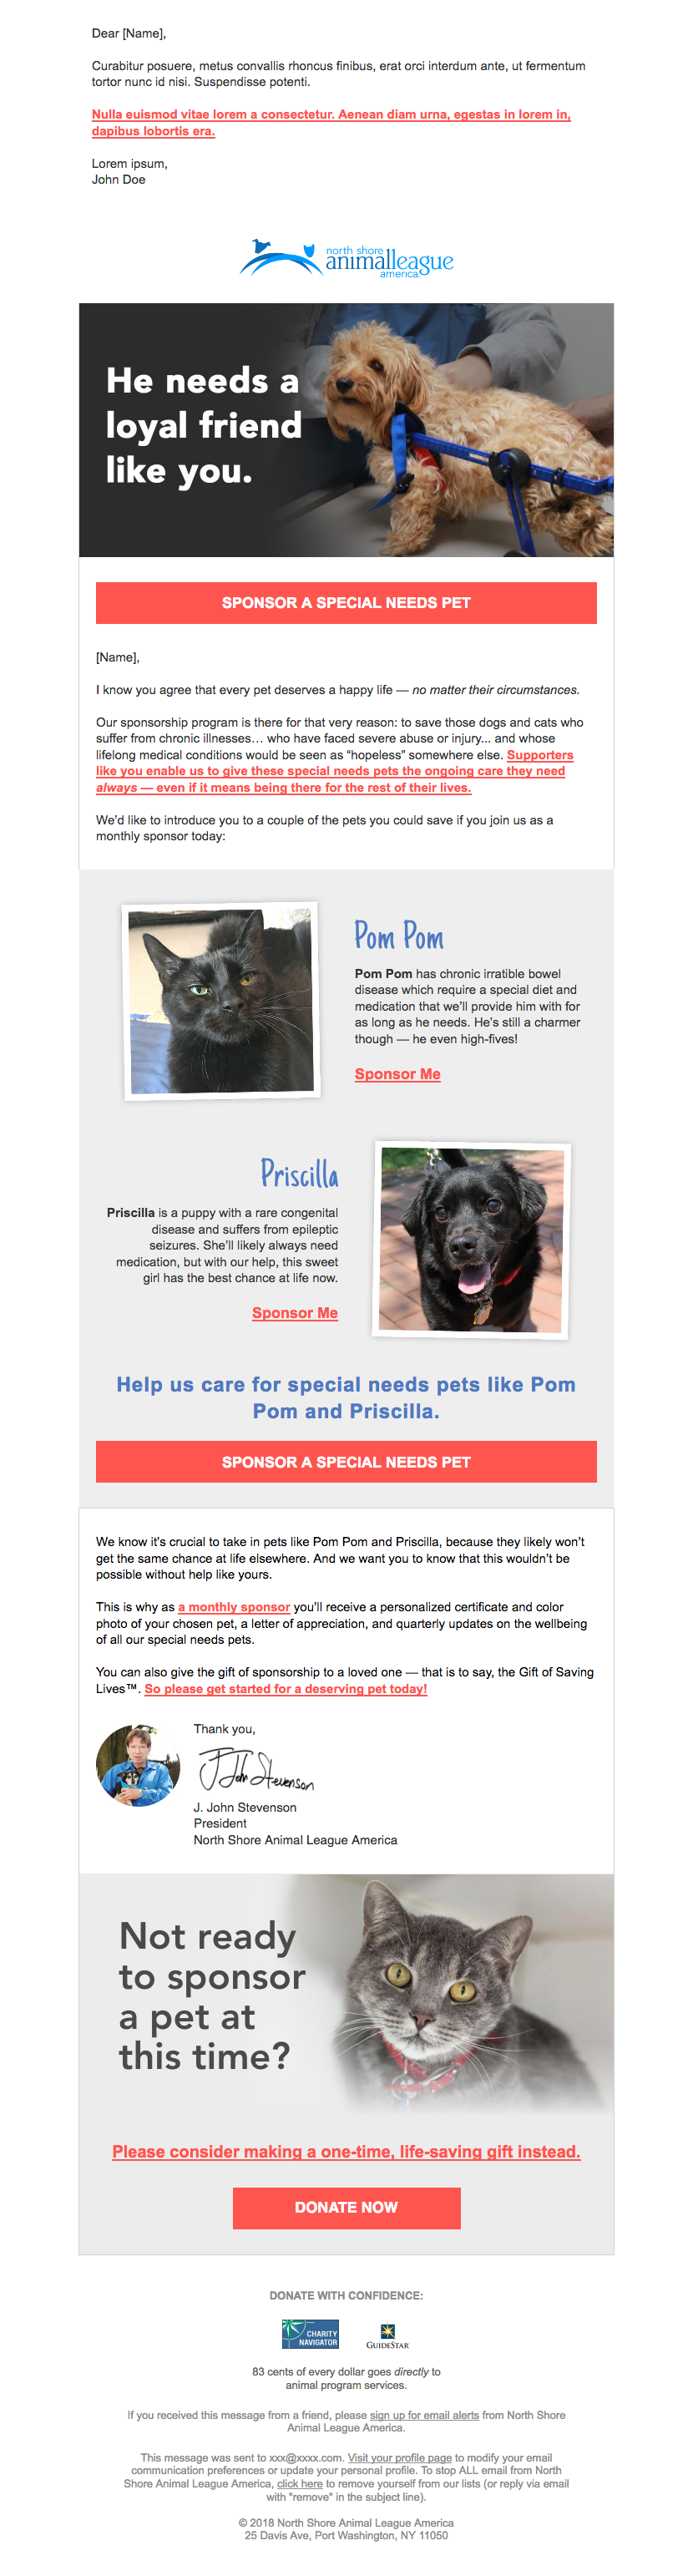 Dear [Name],
Curabitur posuere, metus convallis rhoncus finibus, erat orci interdum ante, ut fermentum
tortor nunc id nisi. Suspendisse potenti.
Nulla euismod vitae lorem a consectetur. Aenean diam urna, egestas in lorem in,
dapibus lobortis era.
Lorem ipsum,
John Doe
north shore
animalleague
america
He needs a
loyal friend
like you.
SPONSOR A SPECIAL NEEDS PET
[Name],
I know you agree that every pet deserves a happy life — no matter their circumstances.
Our sponsorship program is there for that very reason: to save those dogs and cats who
suffer from chronic illnesses… who have faced severe abuse or injury... and whose
lifelong medical conditions would be seen as “hopeless” somewhere else. Supporters
like you enable us to give these special needs pets the ongoing care they need
always — even if it means being there for the rest of their lives.
We’d like to introduce you to a couple of the pets you could save if you join us as a
monthly sponsor today:
Pom Pom
Pom Pom has chronic irratible bowel
disease which require a special diet and
medication that we’ll provide him with for
as long as he needs. He’s still a charmer
though — he even high-fives!
Sponsor Me
Priscilla
Priscilla is a puppy with a rare congenital
disease and suffers from epileptic
seizures. She’ll likely always need
medication, but with our help, this sweet
girl has the best chance at life now.
Sponsor Me
Help us care for special needs pets like Pom
Pom and Priscilla.
SPONSOR A SPECIAL NEEDS PET
We know it’s crucial to take in pets like Pom Pom and Priscilla, because they likely won’t
get the same chance at life elsewhere. And we want you to know that this wouldn’t be
possible without help like yours.
This is why as a monthly sponsor you’ll receive a personalized certificate and color
photo of your chosen pet, a letter of appreciation, and quarterly updates on the wellbeing
of all our special needs pets.
You can also give the gift of sponsorship to a loved one — that is to say, the Gift of Saving
Lives™. So please get started for a deserving pet today!
Thank you,
J. John Stevenson
J. John Stevenson
President
North Shore Animal League America
Not ready
to sponsor
a pet at
this time?
Please consider making a one-time, life-saving gift instead.
DONATE NOW
DONATE WITH CONFIDENCE:
CHARITY
NAVIGATOR
GUIDESTAR
83 cents of every dollar goes directly to
animal program services.
If you received this message from a friend, please sign up for email alerts from North Shore
Animal League America.
This message was sent to xxx@xxxx.com. Visit your profile page to modify your email
communication preferences or update your personal profile. To stop ALL email from North
Shore Animal League America, click here to remove yourself from our lists (or reply via email
with "remove" in the subject line).
© 2018 North Shore Animal League America
25 Davis Ave, Port Washington, NY 11050